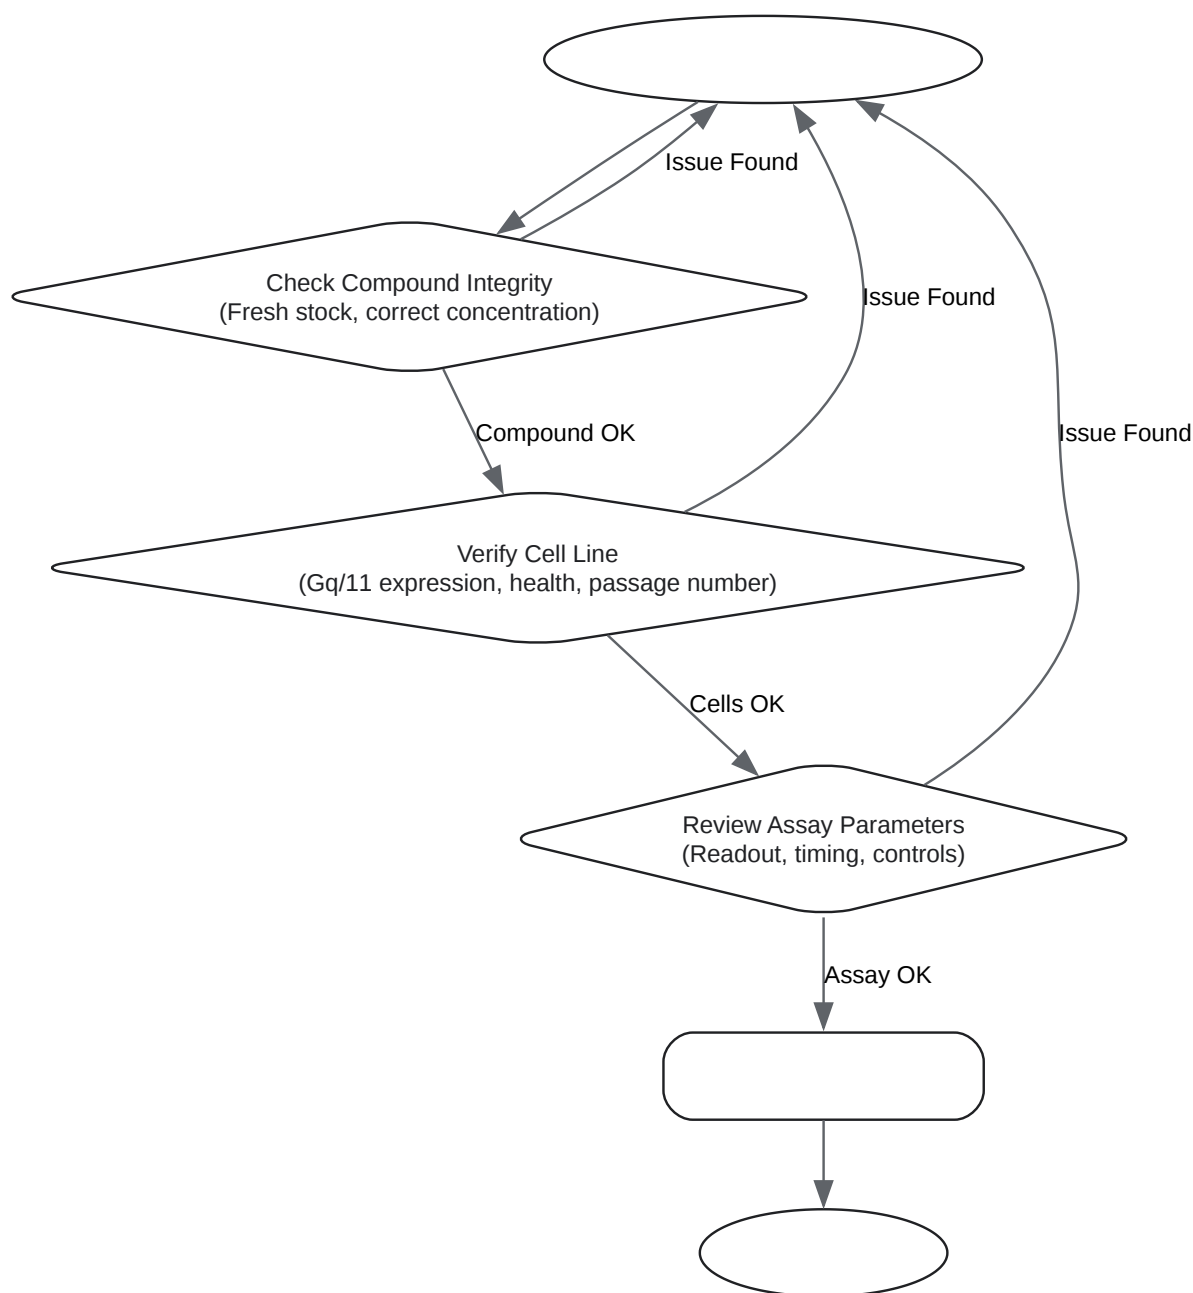 Issue Found
Check Compound Integrity
(Fresh stock, correct concentration)
Issue Found
Compound OK
Issue Found
Verify Cell Line
(Gq/11 expression, health, passage number)
Cells OK
Review Assay Parameters
(Readout, timing, controls)
Assay OK